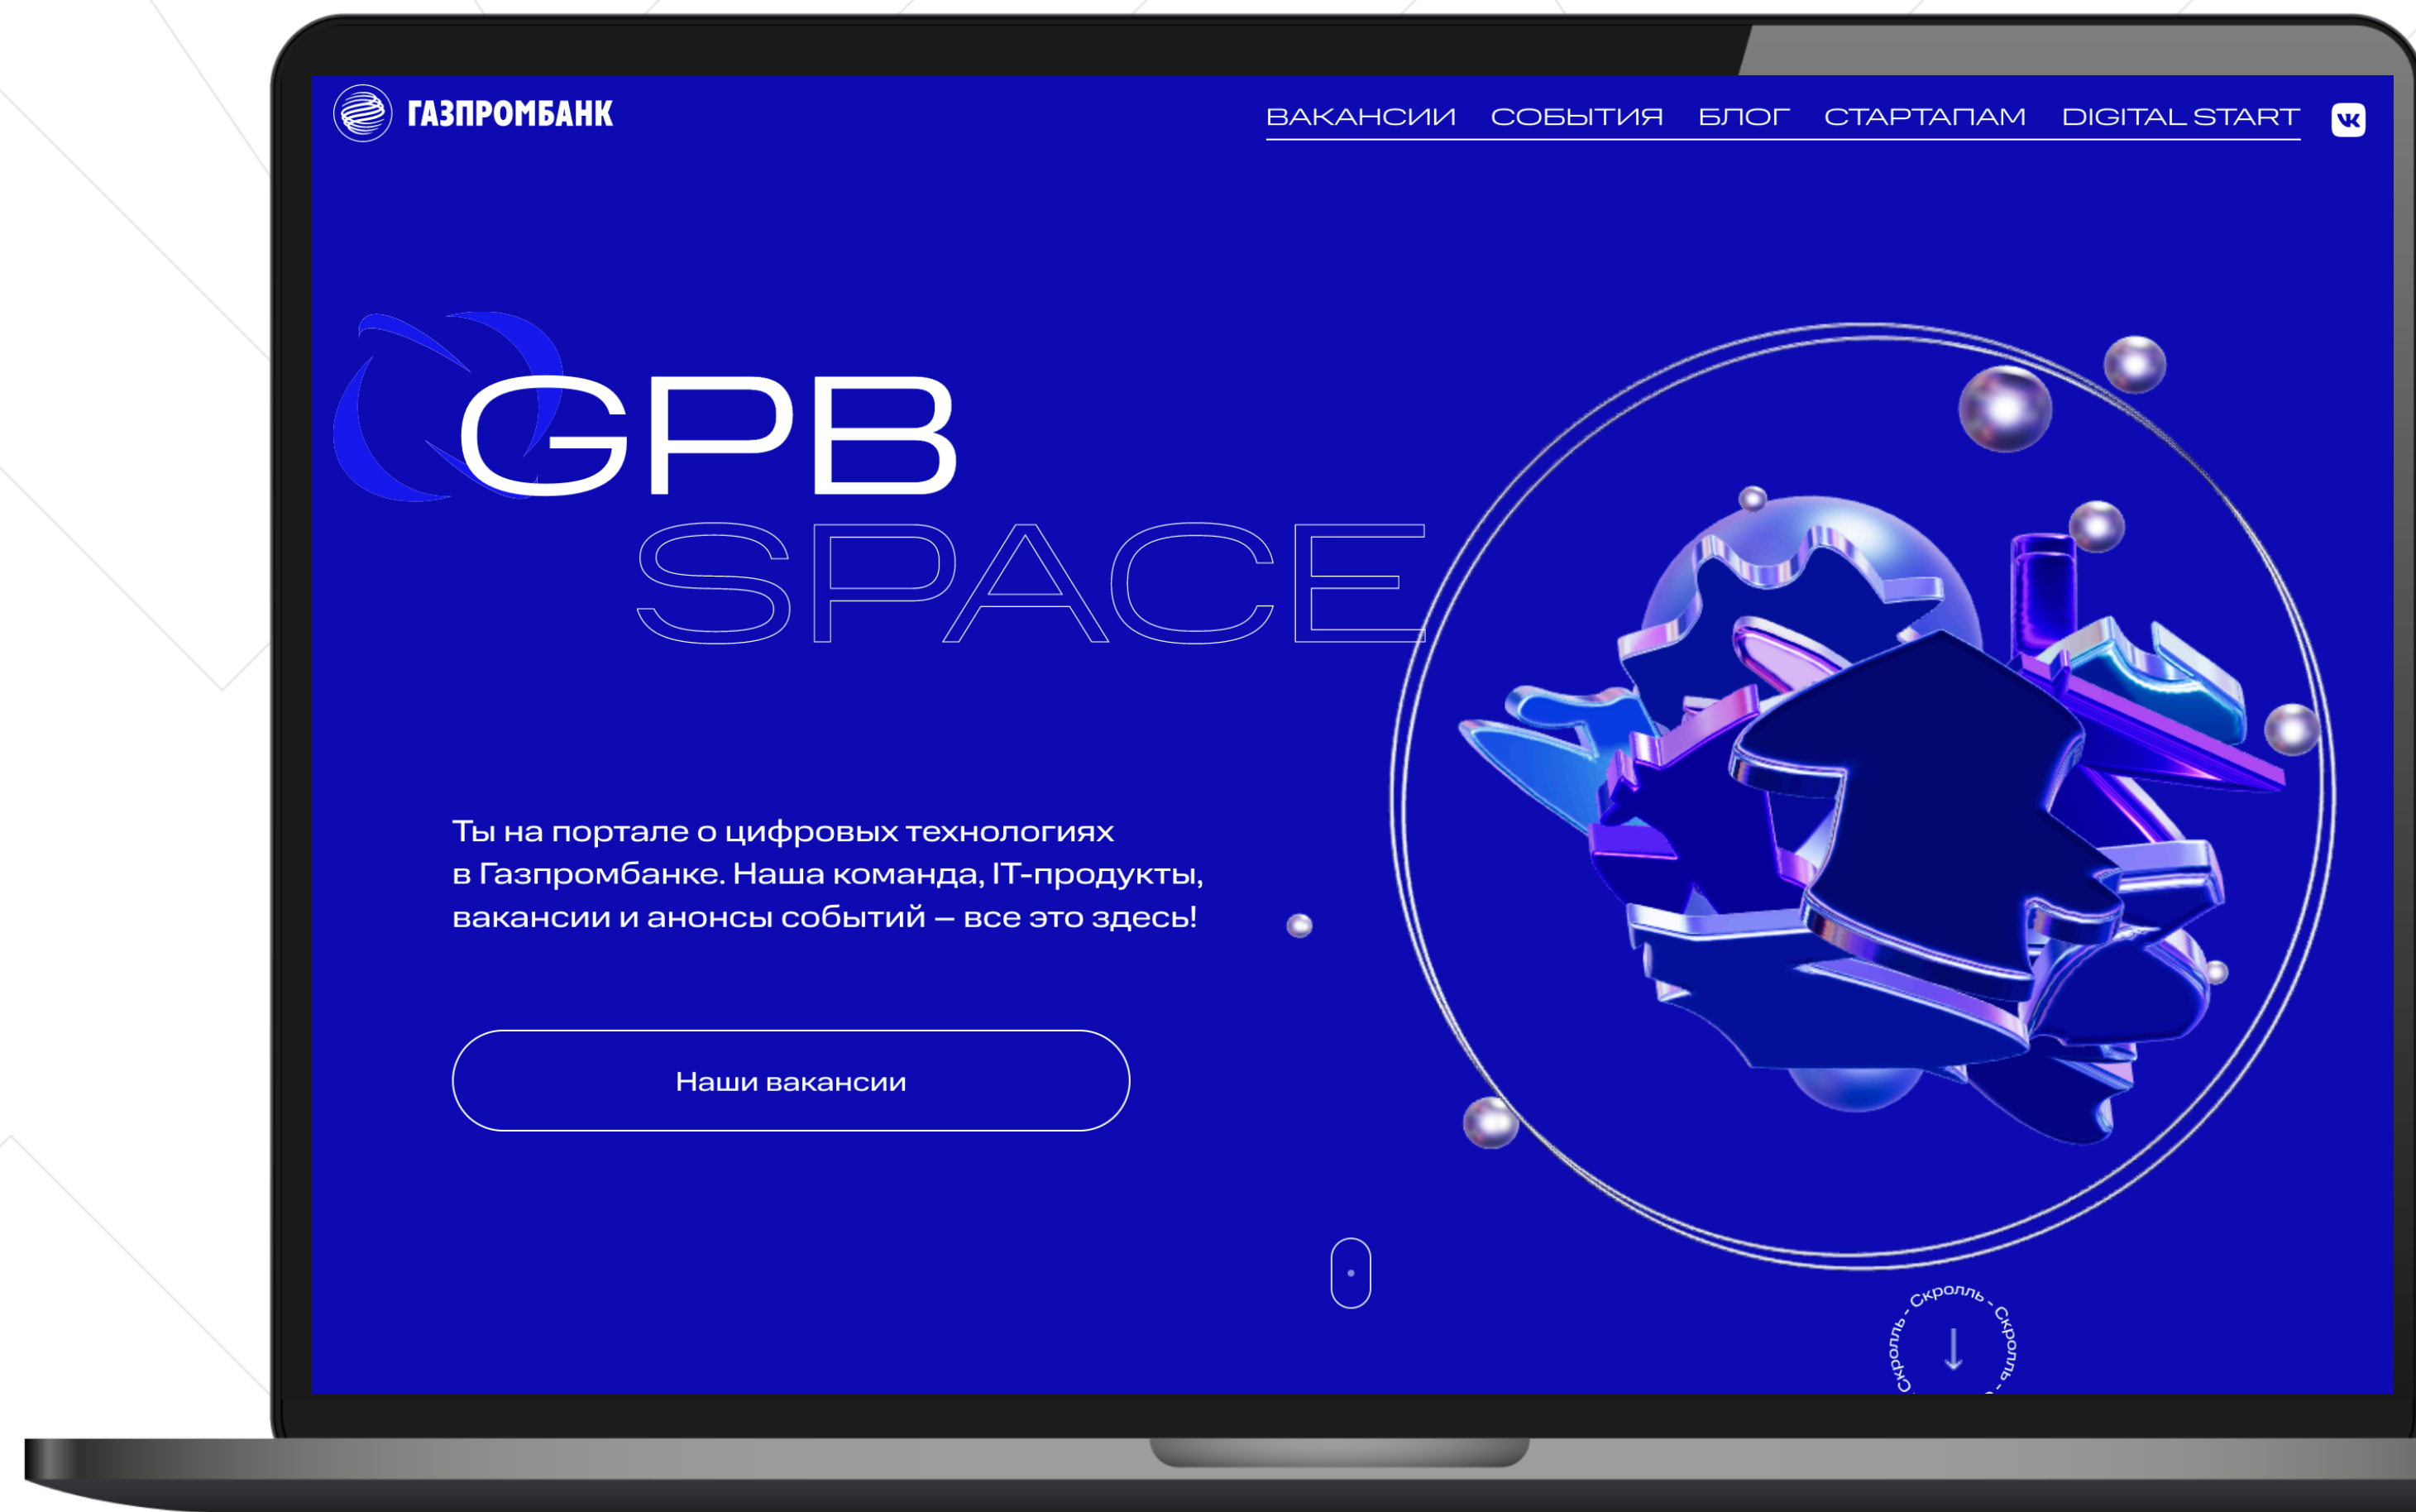 ГАЗПРОМБАНК
ВАКАНСИИ СОБЫТИЯ БЛОГ СТАРТАПАМ DIGITAL START
GPB
SPACE
Ты на портале о цифровых технологиях
в Газпромбанке. Наша команда, IT-продукты,
вакансии и анонсы событий – все это здесь!
Наши вакансии
Скролль - Скролль - Скролль -